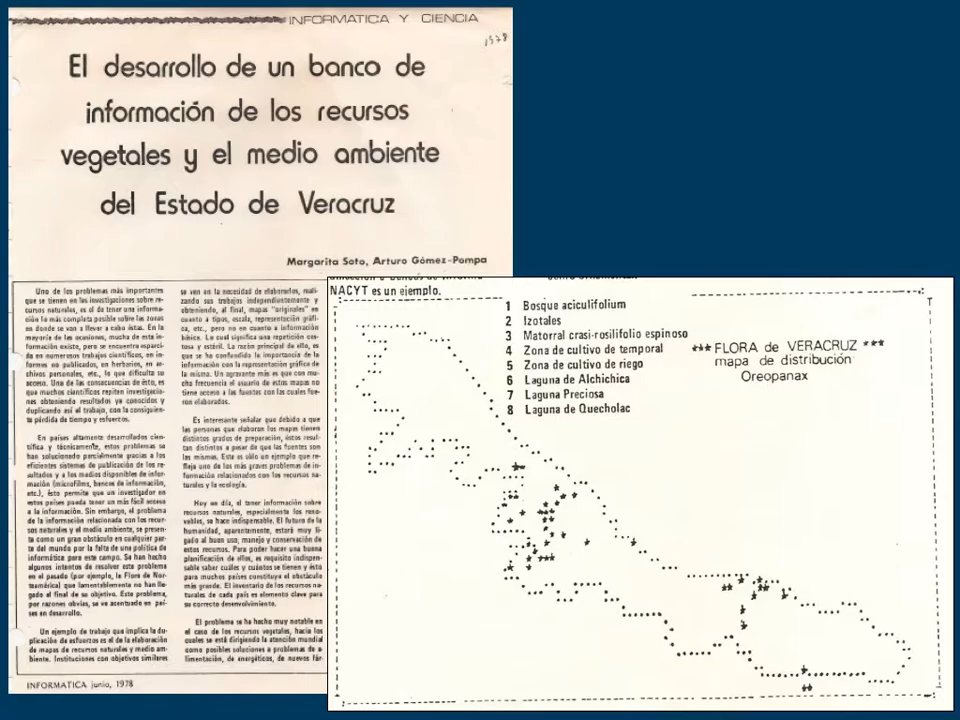 INFORMATICA Y CIENCIA
1978
El desarrollo de un banco de
información de los recursos
vegetales y el medio ambiente
del Estado de Veracruz
Margarita Soto, Arturo Gómez-Pompa
Uno de los problemas más importantes
que se tienen en las investigaciones sobre re-
cursos naturales, es el de tener una informa-
ción lo más completa posible sobre las zonas
en donde se van a llevar a cabo éstas. En la
mayoría de las ocasiones, mucha de esta in-
formación existe, pero se encuentra esparci-
da en numerosos trabajos científicos, en in-
formes no publicados, en herbarios, en ar-
chivos personales, etc., lo que dificulta su
acceso. Una de las consecuencias de ésto, es
que muchos científicos repiten investigacio-
nes obteniendo resultados ya conocidos y
duplicando así el trabajo, con la consiguien-
te pérdida de tiempo y esfuerzos.
En países altamente desarrollados cien-
tífica y técnicamente, estos problemas se
han solucionado parcialmente gracias a los
eficientes sistemas de publicación de los re-
sultados y a los medios disponibles de infor-
mación (microfilms, bancos de información,
etc.), ésto permite que un investigador en
estos países pueda tener un más fácil acceso
a la información. Sin embargo, el problema
de la información relacionada con los recur-
sos naturales y el medio ambiente, se presen-
ta como un gran obstáculo en cualquier par-
te del mundo por la falta de una política de
informática para este campo. Se han hecho
algunos intentos de resolver este problema
en el pasado (por ejemplo, la Flora de Nor-
teamérica) que lamentablemente no han lle-
gado al final de su objetivo. Este problema,
por razones obvias, se ve acentuado en paí-
ses en desarrollo.
Un ejemplo de trabajo que implica la du-
plicación de esfuerzos es el de la elaboración
de mapas de recursos naturales y medio am-
biente. Instituciones con objetivos similares
se ven en la necesidad de elaborarlos, reali-
zando sus trabajos independientemente y
obteniendo, al final, mapas "originales" en
cuanto a tipos, escala, representación gráfi-
ca, etc., pero no en cuanto a información
básica. Lo cual significa una repetición cos-
tosa y estéril. La razón principal de ello, es
que se ha confundido la importancia de la
información con la representación gráfica de
la misma. Un agravante más es que con mu-
cha frecuencia el usuario de estos mapas no
tiene acceso a las fuentes con las cuales fue-
ron elaborados.
Es interesante señalar que debido a que
las personas que elaboran los mapas tienen
distintos grados de preparación, éstos resul-
tan distintos a pesar de que las fuentes son
las mismas. Este es sólo un ejemplo que re-
fleja uno de los más graves problemas de in-
formación relacionados con los recursos na-
turales y la ecología.
Hoy en día, el tener información sobre
recursos naturales, especialmente los reno-
vables, se hace indispensable. El futuro de la
humanidad, aparentemente, estará muy li-
gado al buen uso, manejo y conservación de
estos recursos. Para poder hacer una buena
planificación de ellos, es requisito indispen-
sable saber cuáles y cuántos se tienen y ésto
para muchos países constituye el obstáculo
más grande. El inventario de los recursos na-
turales de cada país es elemento clave para
su correcto desenvolvimiento.
El problema se ha hecho muy notable en
el caso de los recursos vegetales, hacia los
cuales se está dirigiendo la atención mundial
como posibles soluciones a problemas de a-
limentación, de energéticos, de nuevos fár-
INFORMATICA junio, 1978
NACYT es un ejemplo.
1 Bosque aciculifolium
2 Izotales
3 Matorral crasi-rosilifolio espinoso
4 Zona de cultivo de temporal
5 Zona de cultivo de riego
6 Laguna de Alchichica
7 Laguna Preciosa
8 Laguna de Quecholac
*** FLORA de VERACRUZ ***
mapa de distribución
Oreopanax